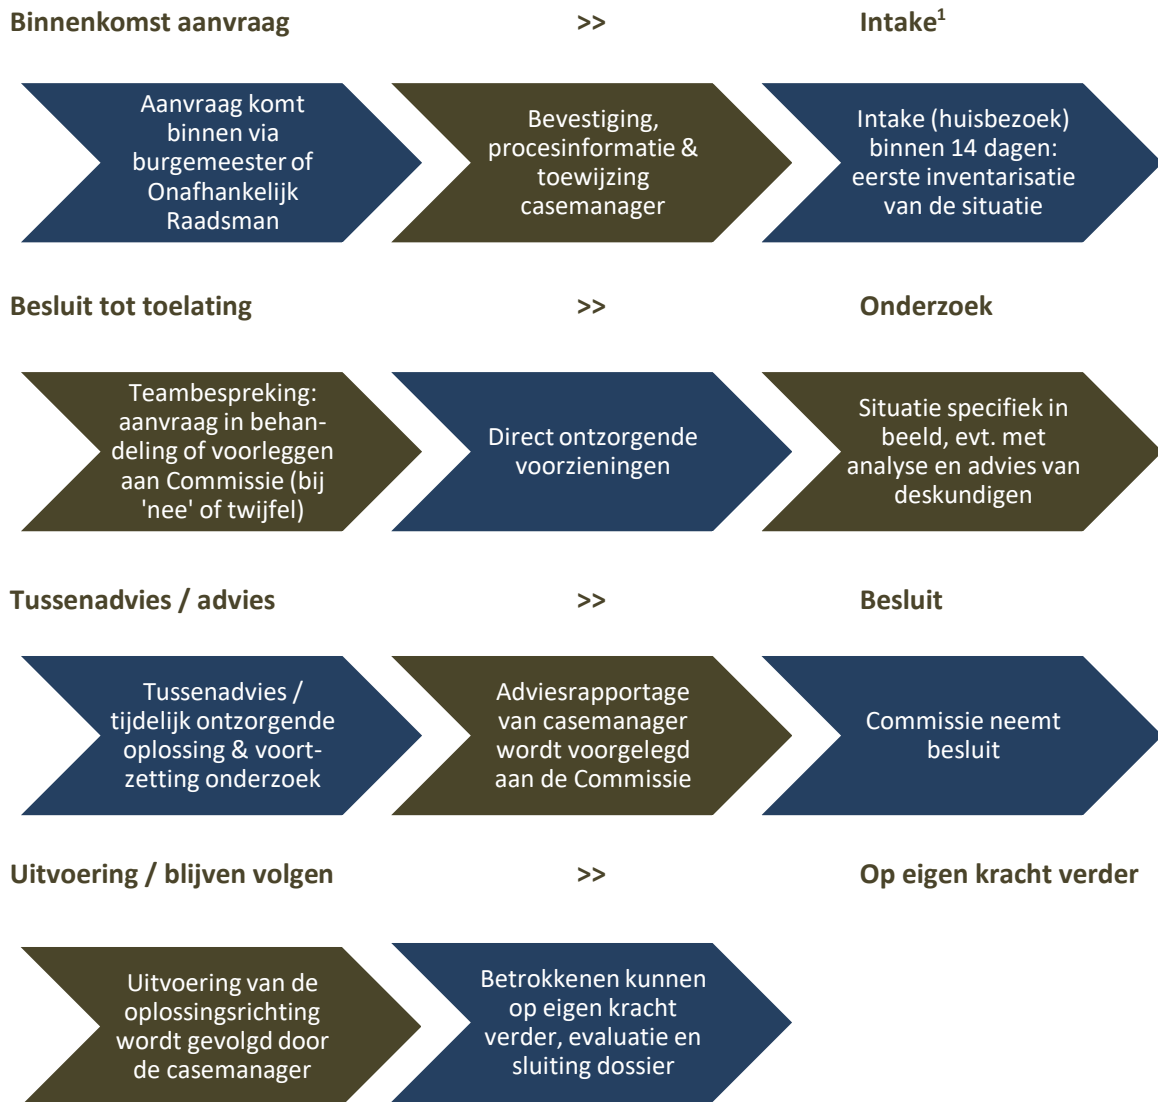 Binnenkomst aanvraag >> Intake¹
Aanvraag komt
binnen via
burgemeester of
Onafhankelijk
Raadsman
Bevestiging,
procesinformatie &
toewijzing
casemanager
Intake (huisbezoek)
binnen 14 dagen:
eerste inventarisatie
van de situatie
Besluit tot toelating >> Onderzoek
Teambespreking:
aanvraag in behan-
deling of voorleggen
aan Commissie (bij
'nee' of twijfel)
Direct ontzorgende
voorzieningen
Situatie specifiek in
beeld, evt. met
analyse en advies van
deskundigen
Tussenadvies / advies >> Besluit
Tussenadvies /
tijdelijk ontzorgende
oplossing & voort-
zetting onderzoek
Adviesrapportage
van casemanager
wordt voorgelegd
aan de Commissie
Commissie neemt
besluit
Uitvoering / blijven volgen >> Op eigen kracht verder
Uitvoering van de
oplossingsrichting
wordt gevolgd door
de casemanager
Betrokkenen kunnen
op eigen kracht
verder, evaluatie en
sluiting dossier